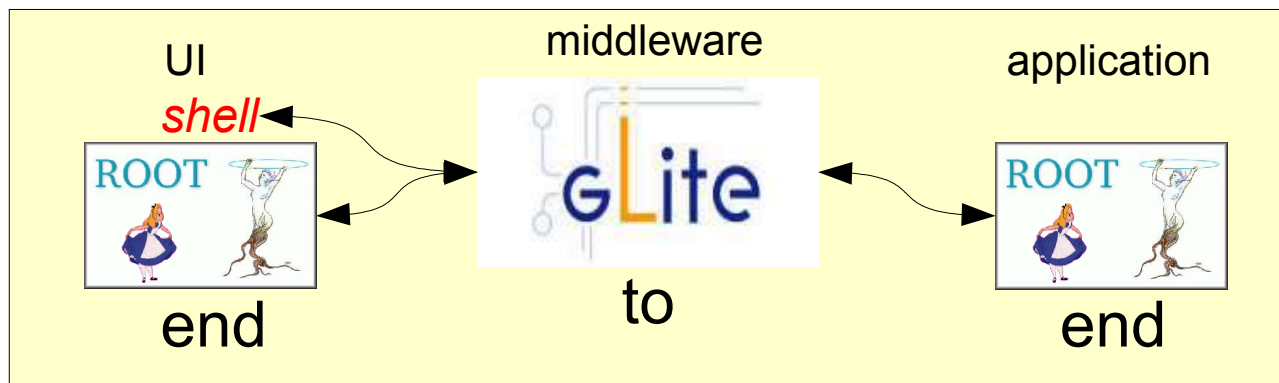 UI
shell
ROOT
end
middleware
gLite
to
application
ROOT
end